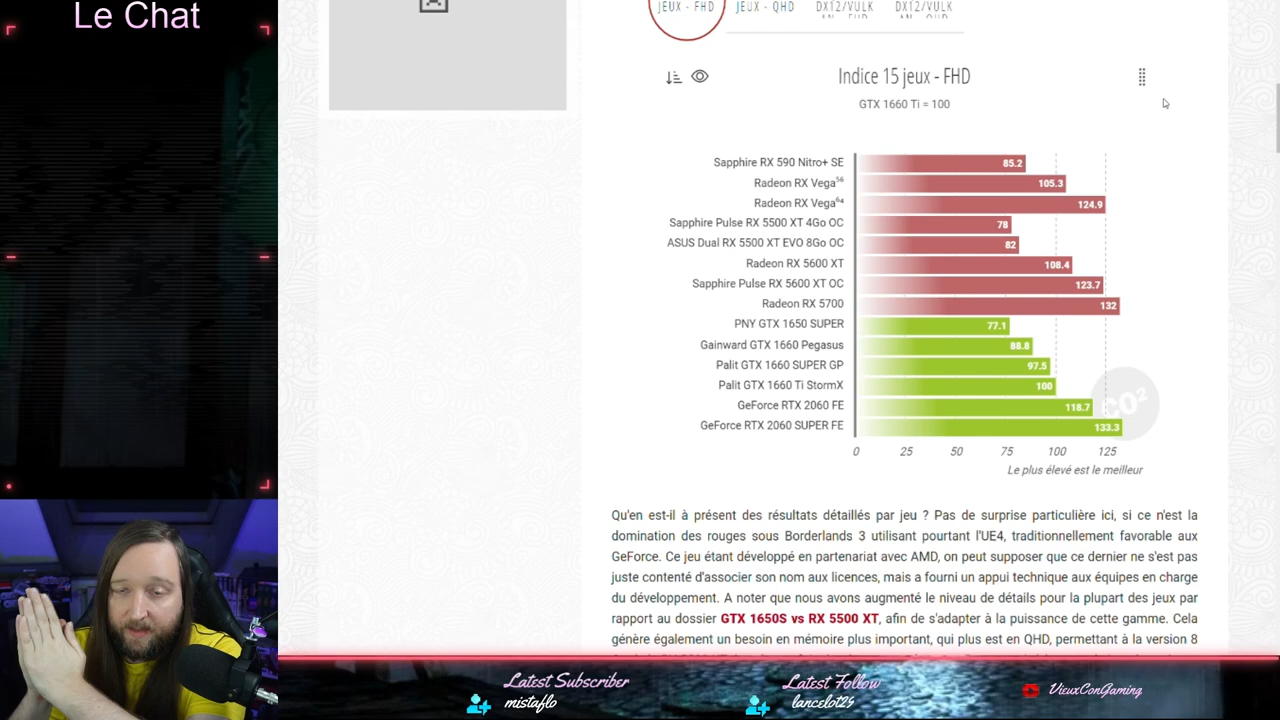 Le Chat
JEUX - FHD
JEUX - QHD
DX12/VULK
DX12/VULK
Indice 15 jeux - FHD
GTX 1660 Ti = 100
Sapphire RX 590 Nitro+ SE 85.2
Radeon RX Vega⁵⁶ 105.3
Radeon RX Vega⁶⁴ 124.9
Sapphire Pulse RX 5500 XT 4Go OC 78
ASUS Dual RX 5500 XT EVO 8Go OC 82
Radeon RX 5600 XT 108.4
Sapphire Pulse RX 5600 XT OC 123.7
Radeon RX 5700 132
PNY GTX 1650 SUPER 77.1
Gainward GTX 1660 Pegasus 88.8
Palit GTX 1660 SUPER GP 97.5
Palit GTX 1660 Ti StormX 100
GeForce RTX 2060 FE 118.7
GeForce RTX 2060 SUPER FE 133.3
CO²
0 25 50 75 100 125
Le plus élevé est le meilleur
Qu'en est-il à présent des résultats détaillés par jeu ? Pas de surprise particulière ici, si ce n'est la
domination des rouges sous Borderlands 3 utilisant pourtant l'UE4, traditionnellement favorable aux
GeForce. Ce jeu étant développé en partenariat avec AMD, on peut supposer que ce dernier ne s'est pas
juste contenté d'associer son nom aux licences, mais a fourni un appui technique aux équipes en charge
du développement. A noter que nous avons augmenté le niveau de détails pour la plupart des jeux par
rapport au dossier GTX 1650S vs RX 5500 XT, afin de s'adapter à la puissance de cette gamme. Cela
génère également un besoin en mémoire plus important, qui plus est en QHD, permettant à la version 8
Latest Subscriber
mistaflo
Latest Follow
lancelot29
VieuxConGaming